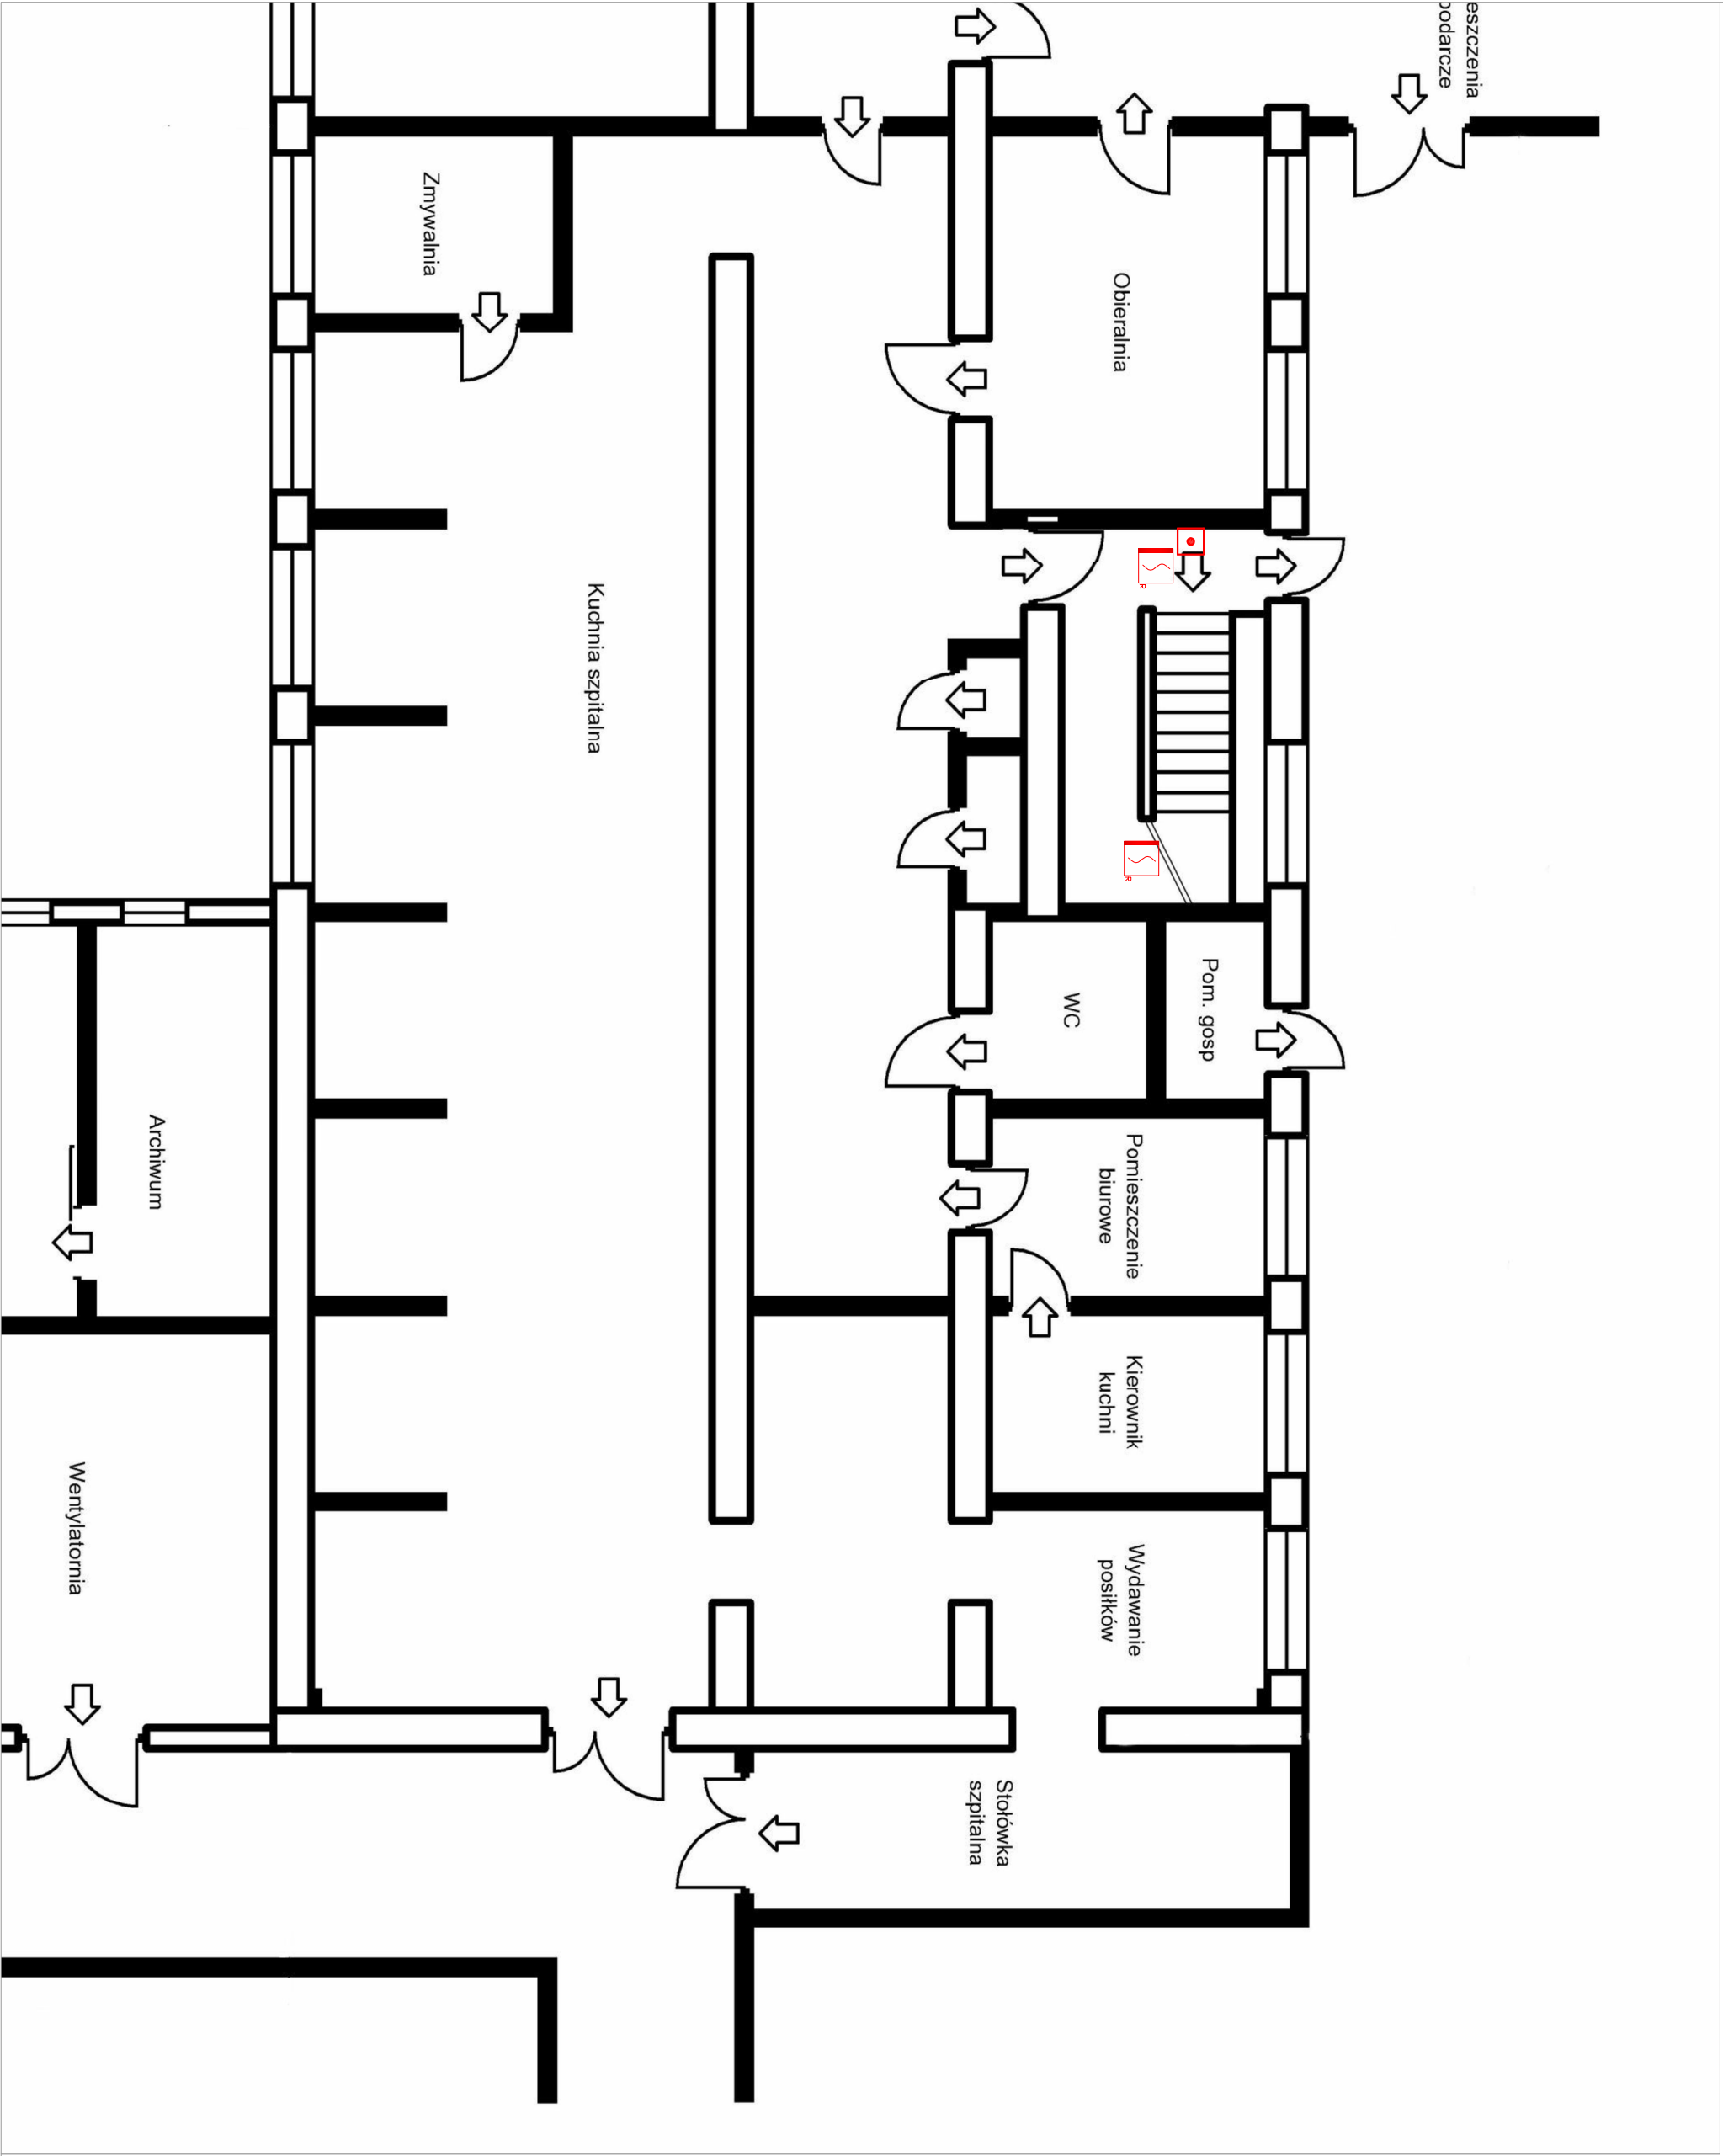 eszczenia
podarcze
Zmywalnia
Obieralnia
Kuchnia szpitalna
WC
Pom. gosp
Archiwum
Pomieszczenie
biurowe
Kierownik
kuchni
Wentylatornia
Wydawanie
posiłków
Stołówka
szpitalna
R
R